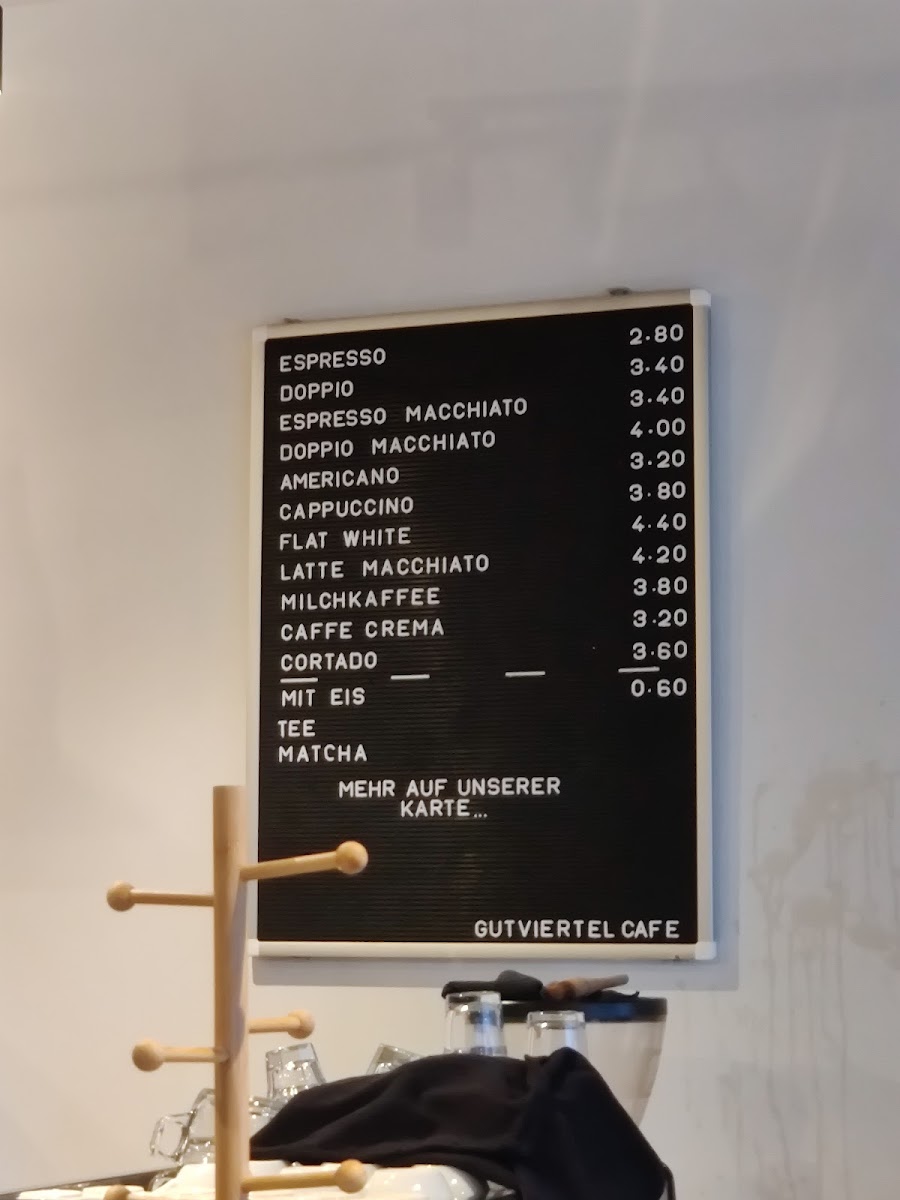 ESPRESSO 2.80
DOPPIO 3.40
ESPRESSO MACCHIATO 3.40
DOPPIO MACCHIATO 4.00
AMERICANO 3.20
CAPPUCCINO 3.80
FLAT WHITE 4.40
LATTE MACCHIATO 4.20
MILCHKAFFEE 3.80
CAFFE CREMA 3.20
CORTADO 3.60
MIT EIS 0.60
TEE
MATCHA
MEHR AUF UNSERER
KARTE...
GUTVIERTEL CAFE